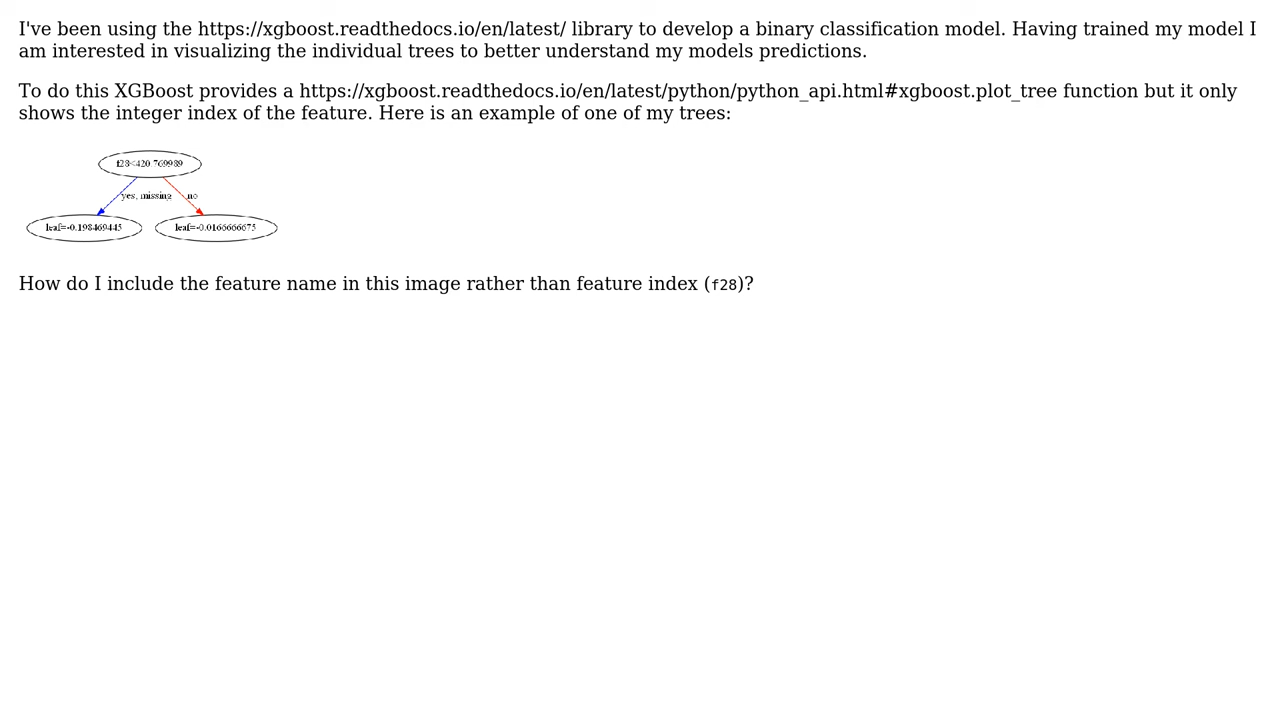 I've been using the https://xgboost.readthedocs.io/en/latest/ library to develop a binary classification model. Having trained my model I
am interested in visualizing the individual trees to better understand my models predictions.
To do this XGBoost provides a https://xgboost.readthedocs.io/en/latest/python/python_api.html#xgboost.plot_tree function but it only
shows the integer index of the feature. Here is an example of one of my trees:
f28<420.769989
yes, missing no
leaf=-0.198469445 leaf=-0.0166666675
How do I include the feature name in this image rather than feature index (f28)?